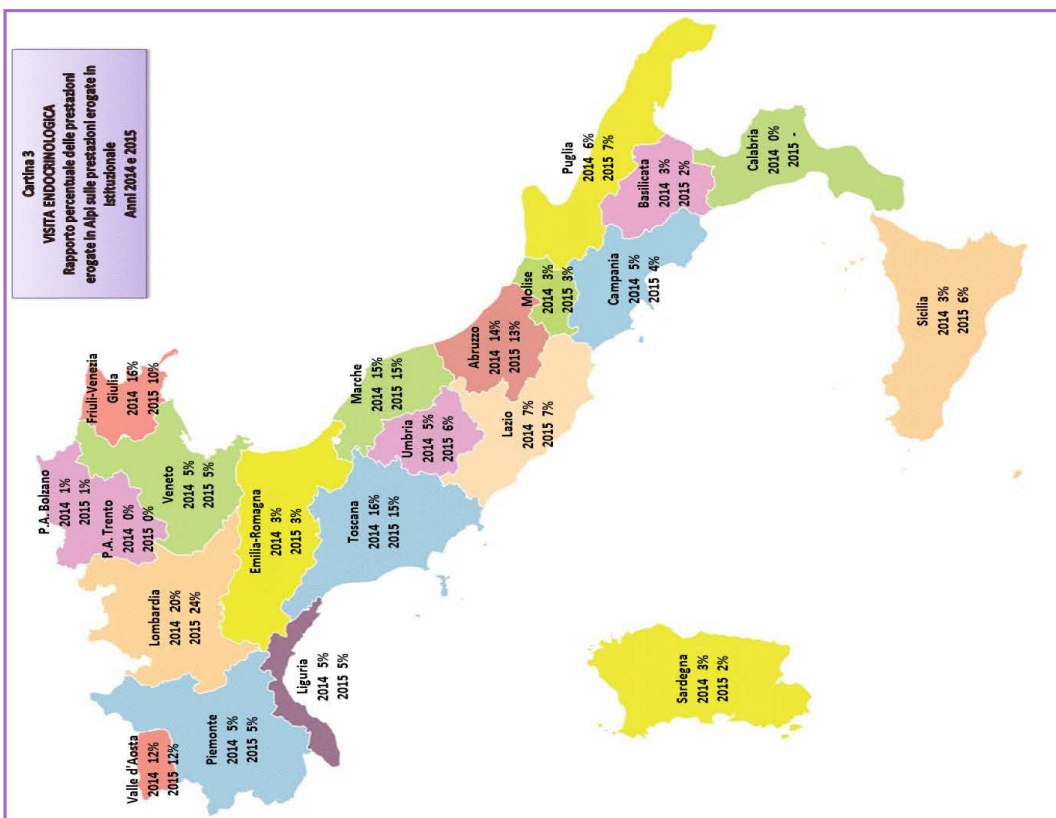 Cartina 3
VISITA ENDOCRINOLOGICA
Rapporto percentuale delle prestazioni
erogate in Alpi sulle prestazioni erogate in
Istituzionale
Anni 2014 e 2015
Valle d'Aosta
2014 12%
2015 12%
Piemonte
2014 5%
2015 5%
Liguria
2014 5%
2015 5%
Lombardia
2014 20%
2015 24%
P.A. Bolzano
2014 1%
2015 1%
P.A. Trento
2014 0%
2015 0%
Veneto
2014 5%
2015 5%
Friuli-Venezia
Giulia
2014 16%
2015 10%
Emilia-Romagna
2014 3%
2015 3%
Toscana
2014 16%
2015 15%
Umbria
2014 5%
2015 6%
Marche
2014 15%
2015 15%
Lazio
2014 7%
2015 7%
Abruzzo
2014 14%
2015 13%
Molise
2014 3%
2015 3%
Campania
2014 5%
2015 4%
Puglia
2014 6%
2015 7%
Basilicata
2014 3%
2015 2%
Calabria
2014 0%
2015 -
Sicilia
2014 3%
2015 6%
Sardegna
2014 3%
2015 2%